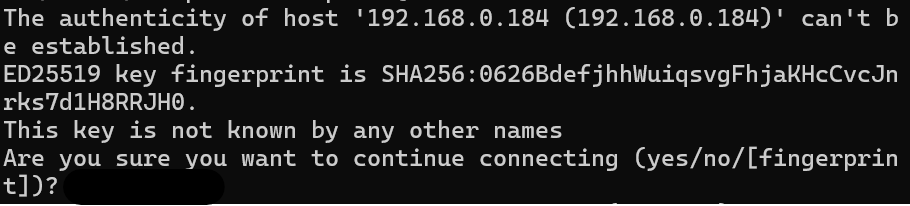 The authenticity of host '192.168.0.184 (192.168.0.184)' can't b
e established.
ED25519 key fingerprint is SHA256:0626BdefjhhWuiqsvgFhjaKHcCvcJn
rks7d1H8RRJH0.
This key is not known by any other names
Are you sure you want to continue connecting (yes/no/[fingerprin
t])?